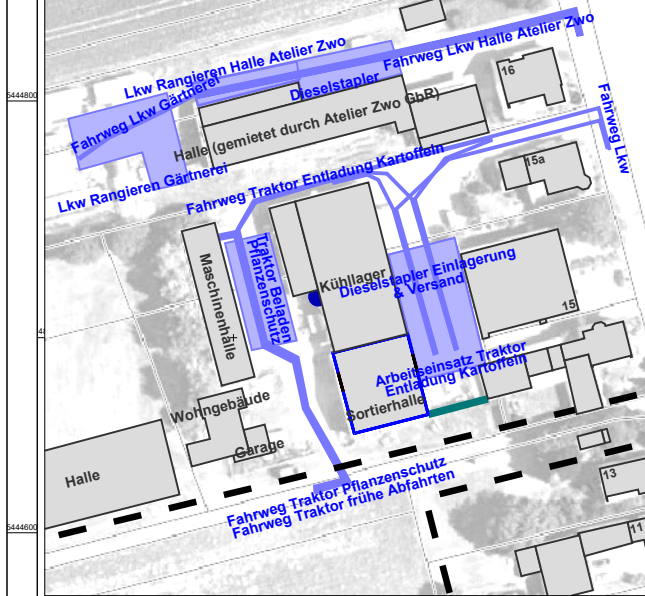 Lkw Rangieren Halle Atelier Zwo
Fahrweg Lkw Halle Atelier Zwo
16
Dieselstapler
Fahrweg Lkw Gärtnerei
5444800
Halle (gemietet durch Atelier Zwo GbR)
Fahrweg Lkw
15a
Lkw Rangieren Gärtnerei
Fahrweg Traktor Entladung Kartoffeln
Traktor Beladen
Pflanzenschutz
Maschinenhalle
Kühllager
Dieselstapler Einlagerung
& Versand
15
Arbeitseinsatz Traktor
Entladung Kartoffeln
Sortierhalle
Wohngebäude
Garage
Halle
Fahrweg Traktor Pflanzenschutz
Fahrweg Traktor frühe Abfahrten
13
11
5444600